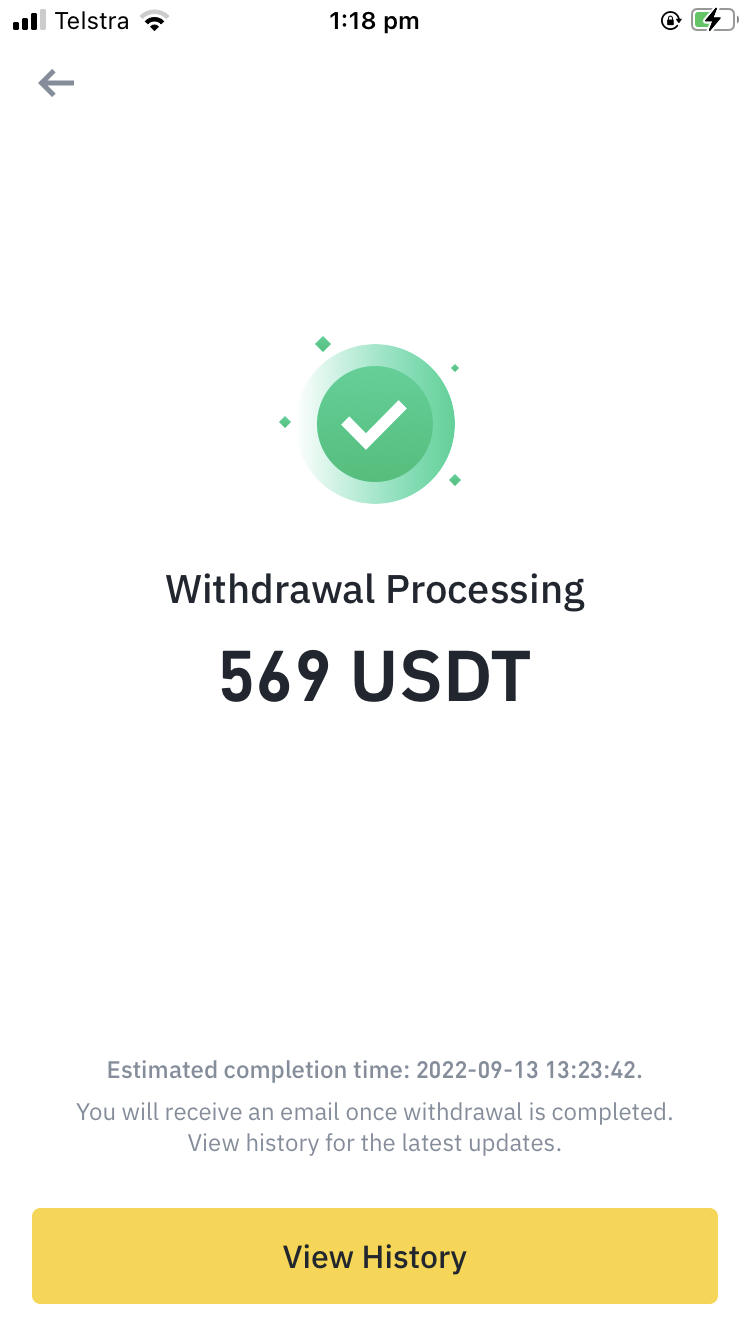 Telstra 1:18 pm
Withdrawal Processing
569 USDT
Estimated completion time: 2022-09-13 13:23:42.
You will receive an email once withdrawal is completed.
View history for the latest updates.
View History